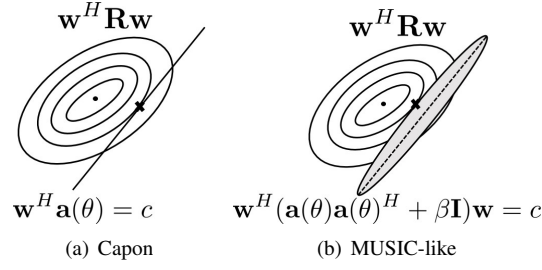 w^H Rw w^H Rw
w^H a(θ) = c w^H (a(θ)a(θ)^H + βI)w = c
(a) Capon (b) MUSIC-like